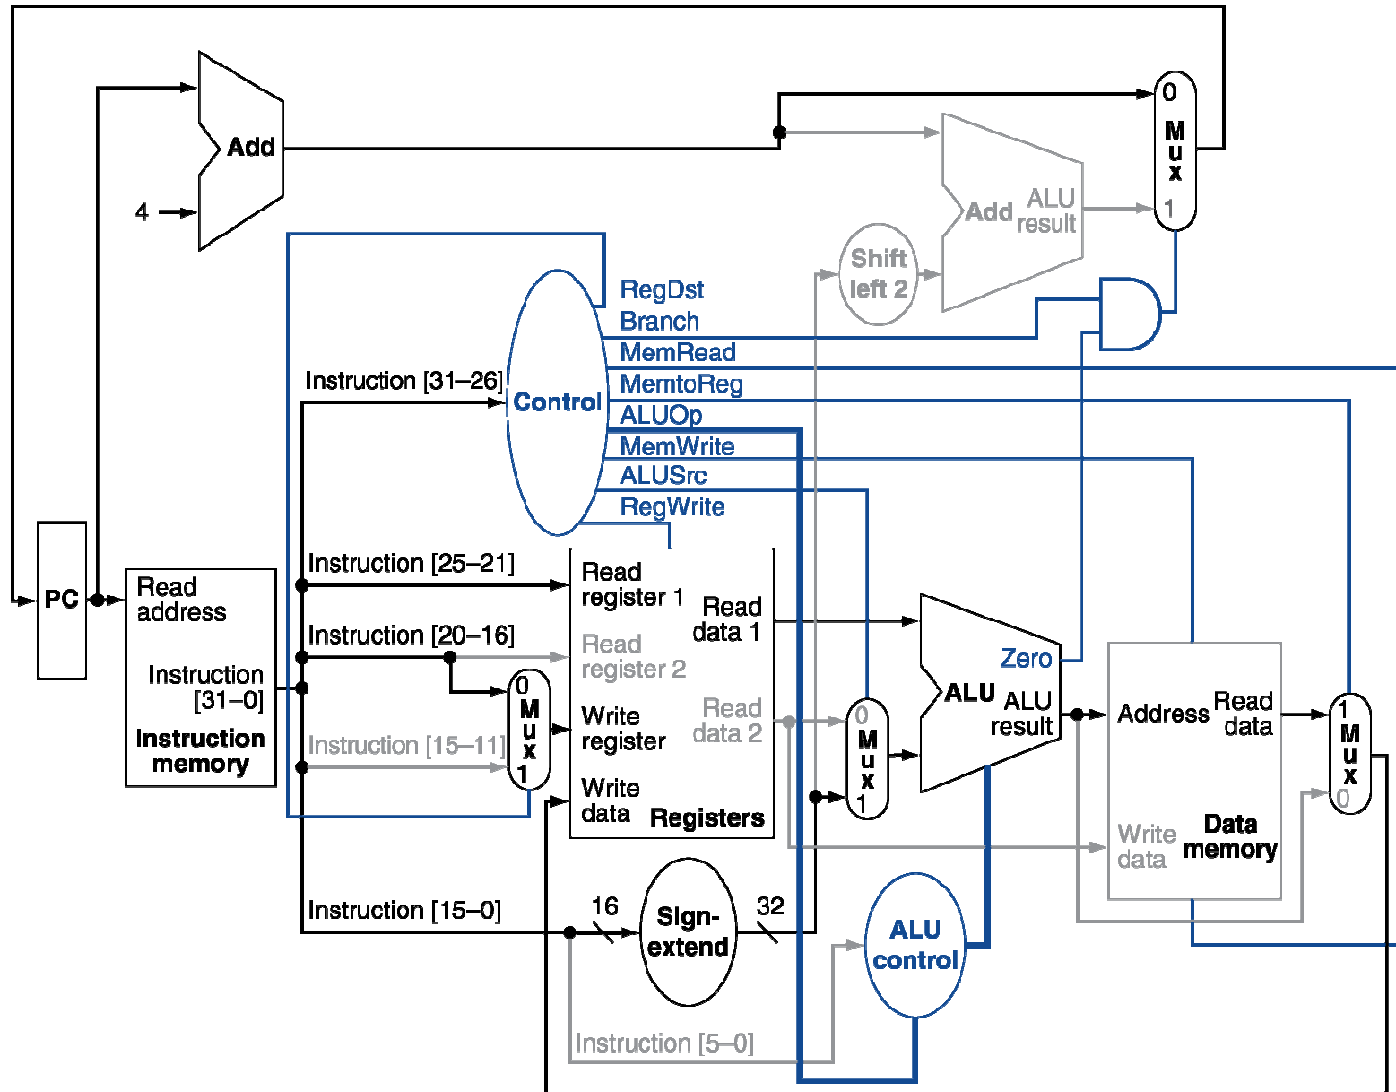 0
M
u
x
1
Add
4
Add
ALU
result
Shift
left 2
RegDst
Branch
MemRead
MemtoReg
ALUOp
MemWrite
ALUSrc
RegWrite
Instruction [31–26]
Control
PC
Read
address
Instruction
[31–0]
Instruction
memory
Instruction [25–21]
Instruction [20–16]
Instruction [15–11]
0
M
u
x
1
Read
register 1
Read
register 2
Write
register
Write
data
Read
data 1
Read
data 2
Registers
0
M
u
x
1
Zero
ALU
ALU
result
Address
Read
data
Write
data
Data
memory
1
M
u
x
0
Instruction [15–0]
16
SIgn-
extend
32
ALU
control
Instruction [5–0]